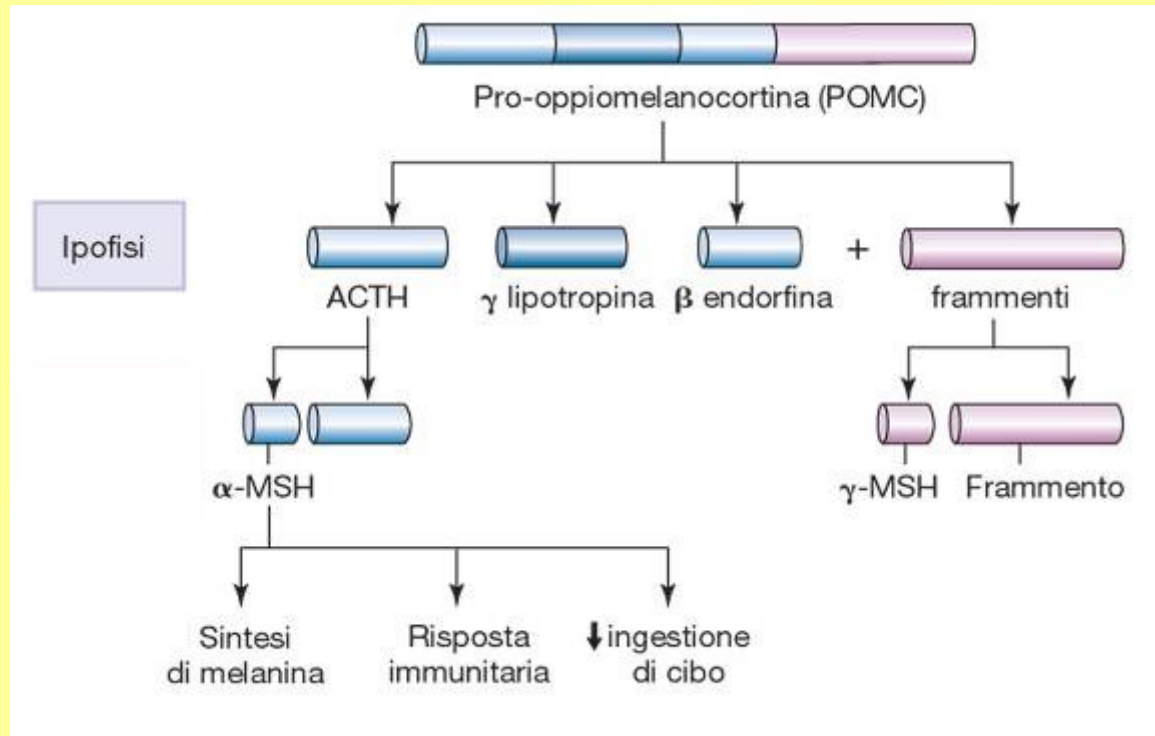 Pro-oppiomelanocortina (POMC)
Ipofisi
+
ACTH
γ lipotropina
β endorfina
frammenti
α-MSH
γ-MSH
Frammento
Sintesi
di melanina
Risposta
immunitaria
⬇ingestione
di cibo